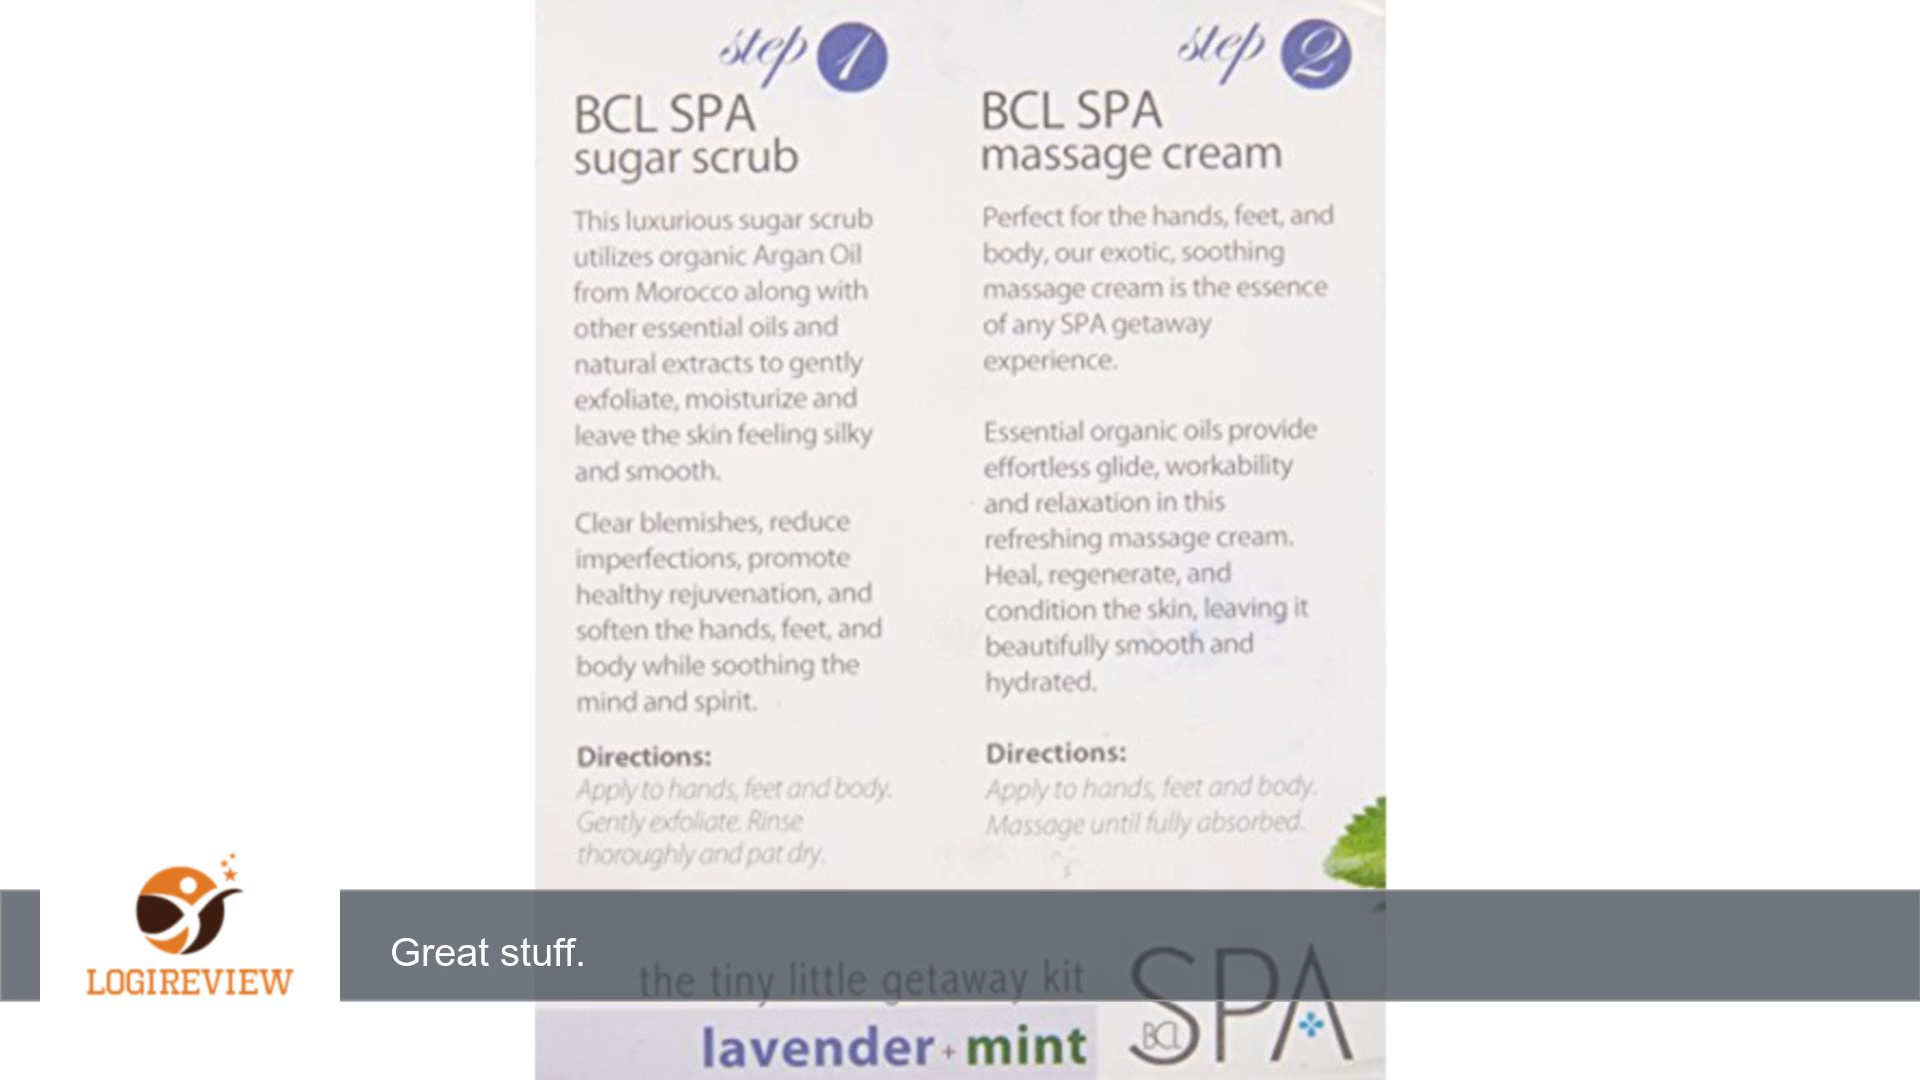 step 1
BCL SPA
sugar scrub
This luxurious sugar scrub
utilizes organic Argan Oil
from Morocco along with
other essential oils and
natural extracts to gently
exfoliate, moisturize and
leave the skin feeling silky
and smooth.
Clear blemishes, reduce
imperfections, promote
healthy rejuvenation, and
soften the hands, feet, and
body while soothing the
mind and spirit.
Directions:
Apply to hands, feet and body.
Gently exfoliate. Rinse
thoroughly and pat dry.
step 2
BCL SPA
massage cream
Perfect for the hands, feet, and
body, our exotic, soothing
massage cream is the essence
of any SPA getaway
experience.
Essential organic oils provide
effortless glide, workability
and relaxation in this
refreshing massage cream.
Heal, regenerate, and
condition the skin, leaving it
beautifully smooth and
hydrated.
Directions:
Apply to hands, feet and body.
Massage until fully absorbed.
LOGIREVIEW
Great stuff.
the tiny little getaway kit
lavender + mint
BCL SPA